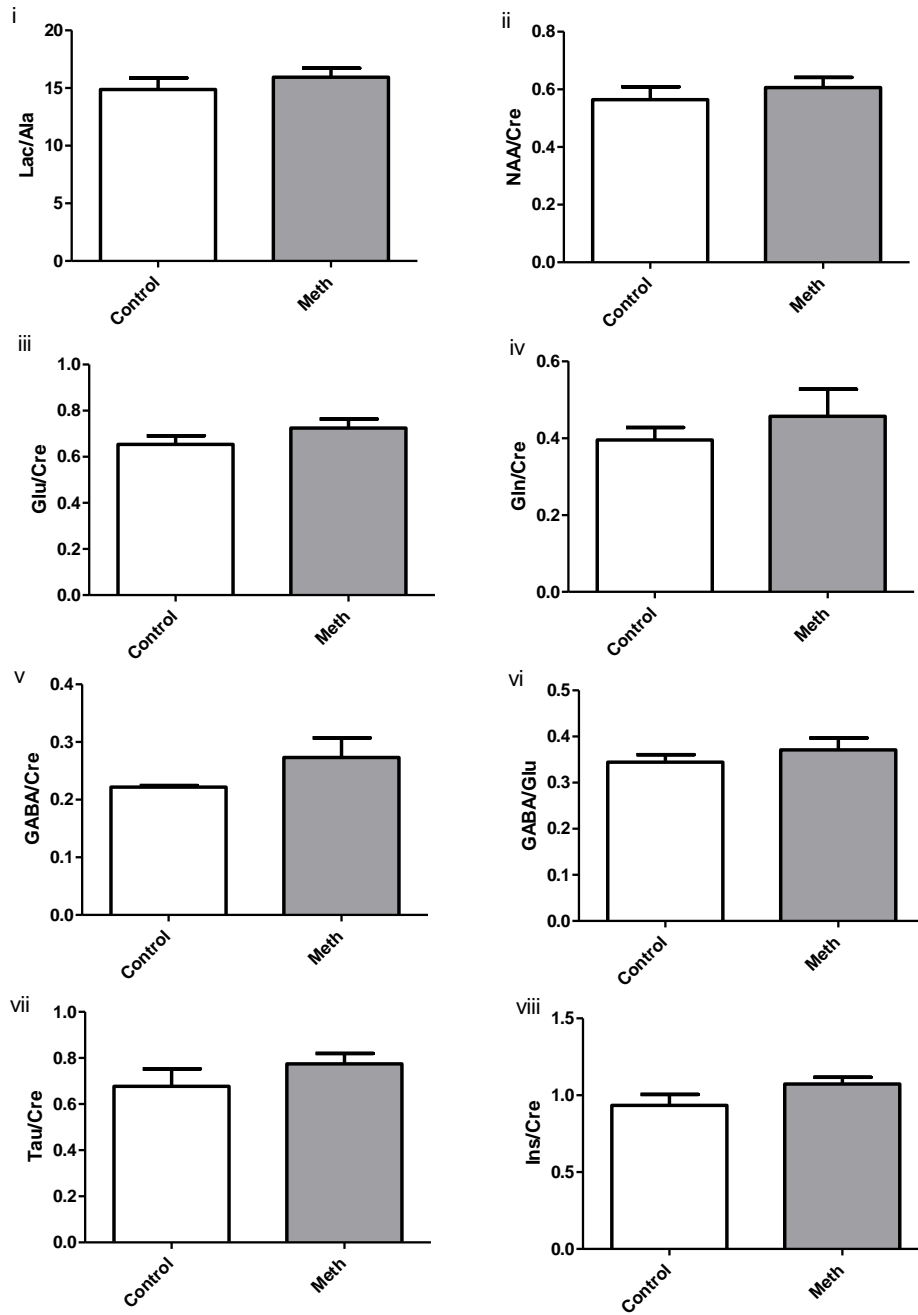 i
Lac/Ala
20
15
10
5
0
Control
Meth
ii
NAA/Cre
0.8
0.6
0.4
0.2
0.0
Control
Meth
iii
Glu/Cre
1.0
0.8
0.6
0.4
0.2
0.0
Control
Meth
iv
Gln/Cre
0.6
0.4
0.2
0.0
Control
Meth
v
GABA/Cre
0.4
0.3
0.2
0.1
0.0
Control
Meth
vi
GABA/Glu
0.5
0.4
0.3
0.2
0.1
0.0
Control
Meth
vii
Tau/Cre
1.0
0.8
0.6
0.4
0.2
0.0
Control
Meth
viii
Ins/Cre
1.5
1.0
0.5
0.0
Control
Meth